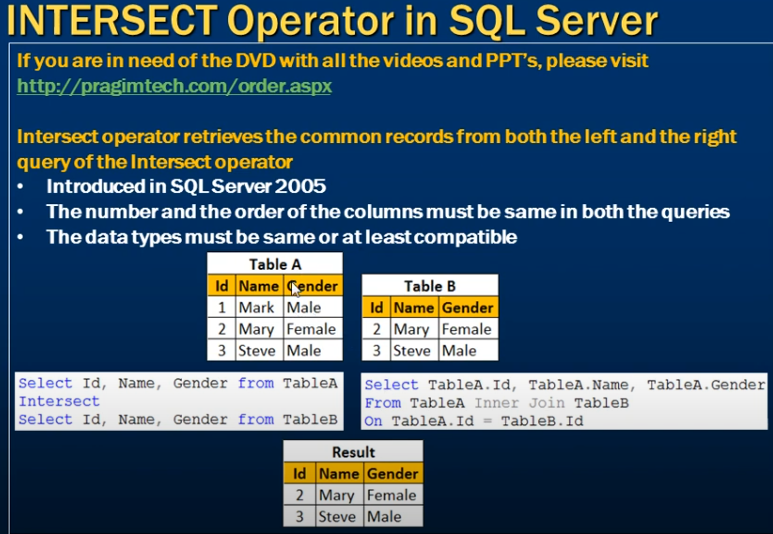 INTERSECT Operator in SQL Server
If you are in need of the DVD with all the videos and PPT's, please visit
http://pragimtech.com/order.aspx
Intersect operator retrieves the common records from both the left and the right
query of the Intersect operator
• Introduced in SQL Server 2005
• The number and the order of the columns must be same in both the queries
• The data types must be same or at least compatible
Table A
Id Name Gender
1 Mark Male
2 Mary Female
3 Steve Male
Table B
Id Name Gender
2 Mary Female
3 Steve Male
Select Id, Name, Gender from TableA
Intersect
Select Id, Name, Gender from TableB
Select TableA.Id, TableA.Name, TableA.Gender
From TableA Inner Join TableB
On TableA.Id = TableB.Id
Result
Id Name Gender
2 Mary Female
3 Steve Male